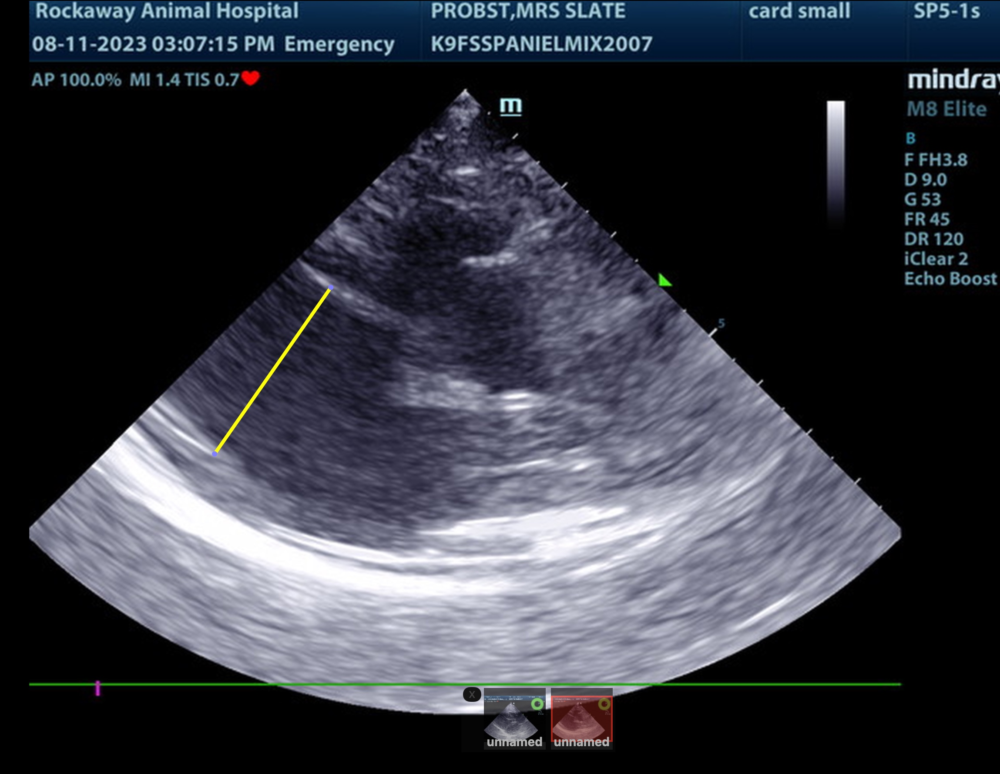 Rockaway Animal Hospital PROBST,MRS SLATE card small SP5-1s
08-11-2023 03:07:15 PM Emergency K9FSSPANIELMIX2007
AP 100.0% MI 1.4 TIS 0.7
m
mindray
M8 Elite
B
F FH3.8
D 9.0
G 53
FR 45
DR 120
iClear 2
Echo Boost
5
X
unnamed unnamed